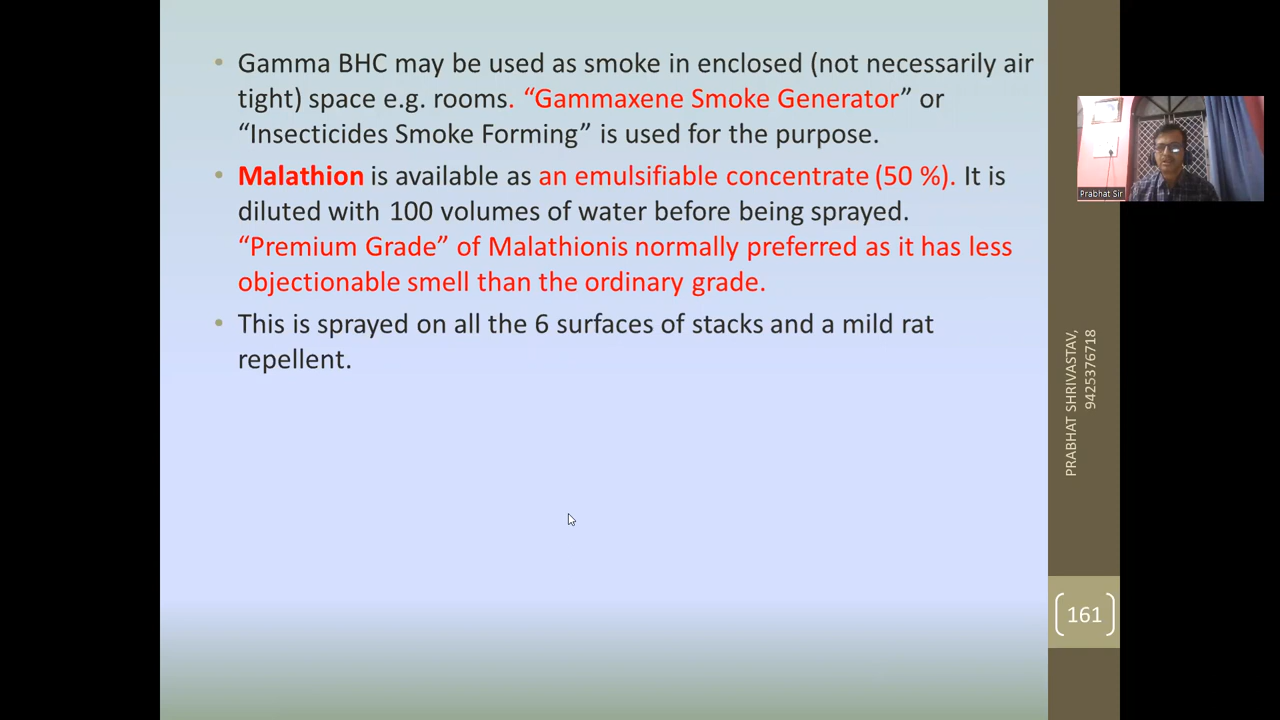 • Gamma BHC may be used as smoke in enclosed (not necessarily air
tight) space e.g. rooms. “Gammaxene Smoke Generator” or
“Insecticides Smoke Forming” is used for the purpose.
• Malathion is available as an emulsifiable concentrate (50 %). It is
diluted with 100 volumes of water before being sprayed.
“Premium Grade” of Malathionis normally preferred as it has less
objectionable smell than the ordinary grade.
• This is sprayed on all the 6 surfaces of stacks and a mild rat
repellent.
Prabhat Sir
PRABHAT SHRIVASTAV,
9425376718
161